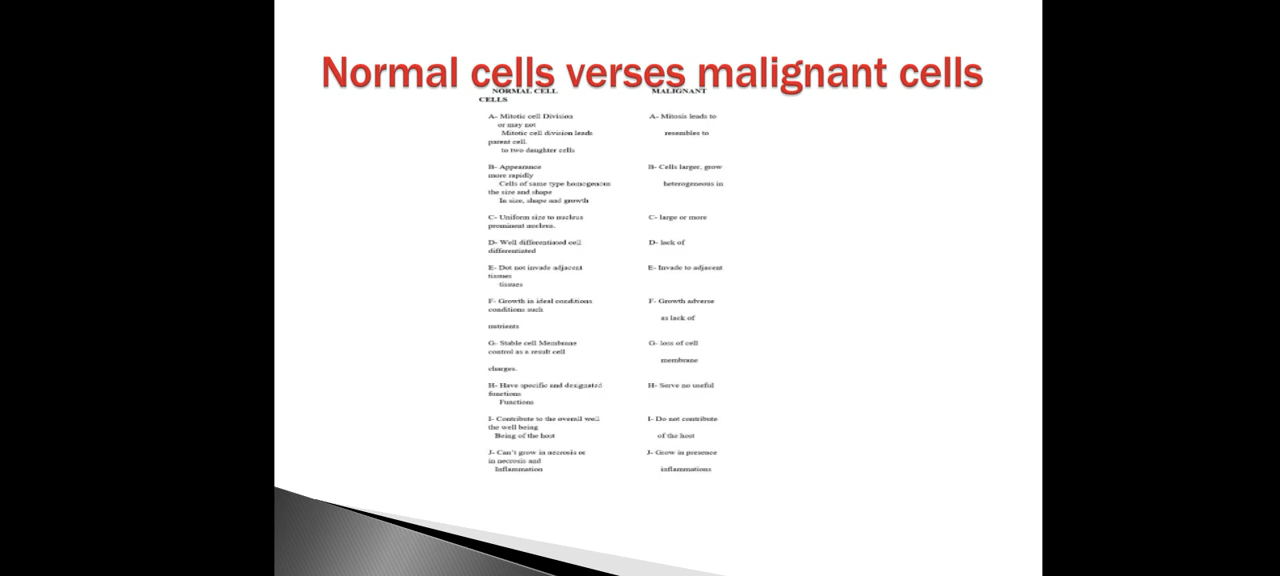 Normal cells verses malignant cells
NORMAL CELL MALIGNANT
CELLS
A- Mitotic cell Division A- Mitosis leads to
or may not
Mitotic cell division leads resembles to
parent cell.
to two daughter cells
B- Appearance B- Cells larger, grow
more rapidly
Cells of same type homogenous heterogeneous in
the size and shape
In size, shape and growth
C- Uniform size to nucleus C- large or more
prominent nucleus.
D- Well differentiated cell D- lack of
differentiated
E- Dot not invade adjacent E- Invade to adjacent
tissues
tissues
F- Growth in ideal conditions F- Growth adverse
conditions such
as lack of
nutrients
G- Stable cell Membrane G- loss of cell
control as a result cell
membrane
charges.
H- Have specific and designated H- Serve no useful
functions
Functions
I- Contribute to the overall well I- Do not contribute
the well being
Being of the host of the host
J- Can't grow in necrosis or J- Grow in presence
in necrosis and
Inflammation inflammations